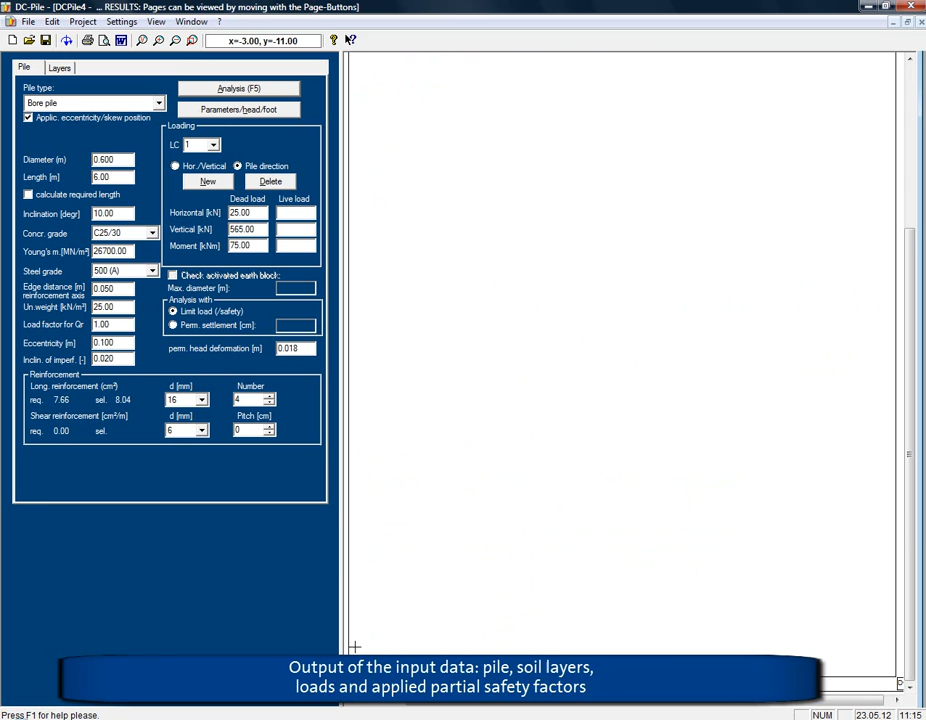 DC-Pile - [DCPile4 - ... RESULTS: Pages can be viewed by moving with the Page-Buttons]
File Edit Project Settings View Window ?
x=-3.00, y=-11.00
Pile Layers
Pile type:
Bore pile
Applic. eccentricity/skew position
Analysis (F5)
Parameters/head/foot
Loading
LC 1
Hor./Vertical Pile direction
New Delete
Dead load Live load
Horizontal [kN] 25.00
Vertical [kN] 565.00
Moment [kNm] 75.00
Diameter (m) 0.600
Length [m] 6.00
calculate required length
Inclination [degr] 10.00
Concr. grade C25/30
Young's m.[MN/m²] 26700.00
Steel grade 500 (A)
Edge distance [m]
reinforcement axis 0.050
Un.weight [kN/m³] 25.00
Load factor for Qr 1.00
Eccentricity [m] 0.100
Inclin. of imperf. [-] 0.020
Check activated earth block:
Max. diameter [m]:
Analysis with
Limit load (/safety)
Perm. settlement [cm]:
perm. head deformation [m] 0.018
Reinforcement
Long. reinforcement (cm²) d [mm] Number
req. 7.66 sel. 8.04 16 4
Shear reinforcement [cm²/m] d [mm] Pitch [cm]
req. 0.00 sel. 6 0
Output of the input data: pile, soil layers,
loads and applied partial safety factors
Press F1 for help please. NUM 23.05.12 11:15